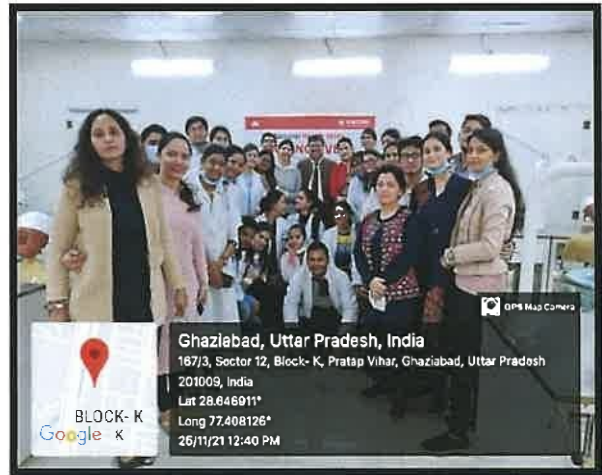 GPS Map Camera
Ghaziabad, Uttar Pradesh, India
167/3, Sector 12, Block- K, Pratap Vihar, Ghaziabad, Uttar Pradesh
201009, India
Lat 28.646911°
Long 77.408126°
25/11/21 12:40 PM
BLOCK- K
Google K